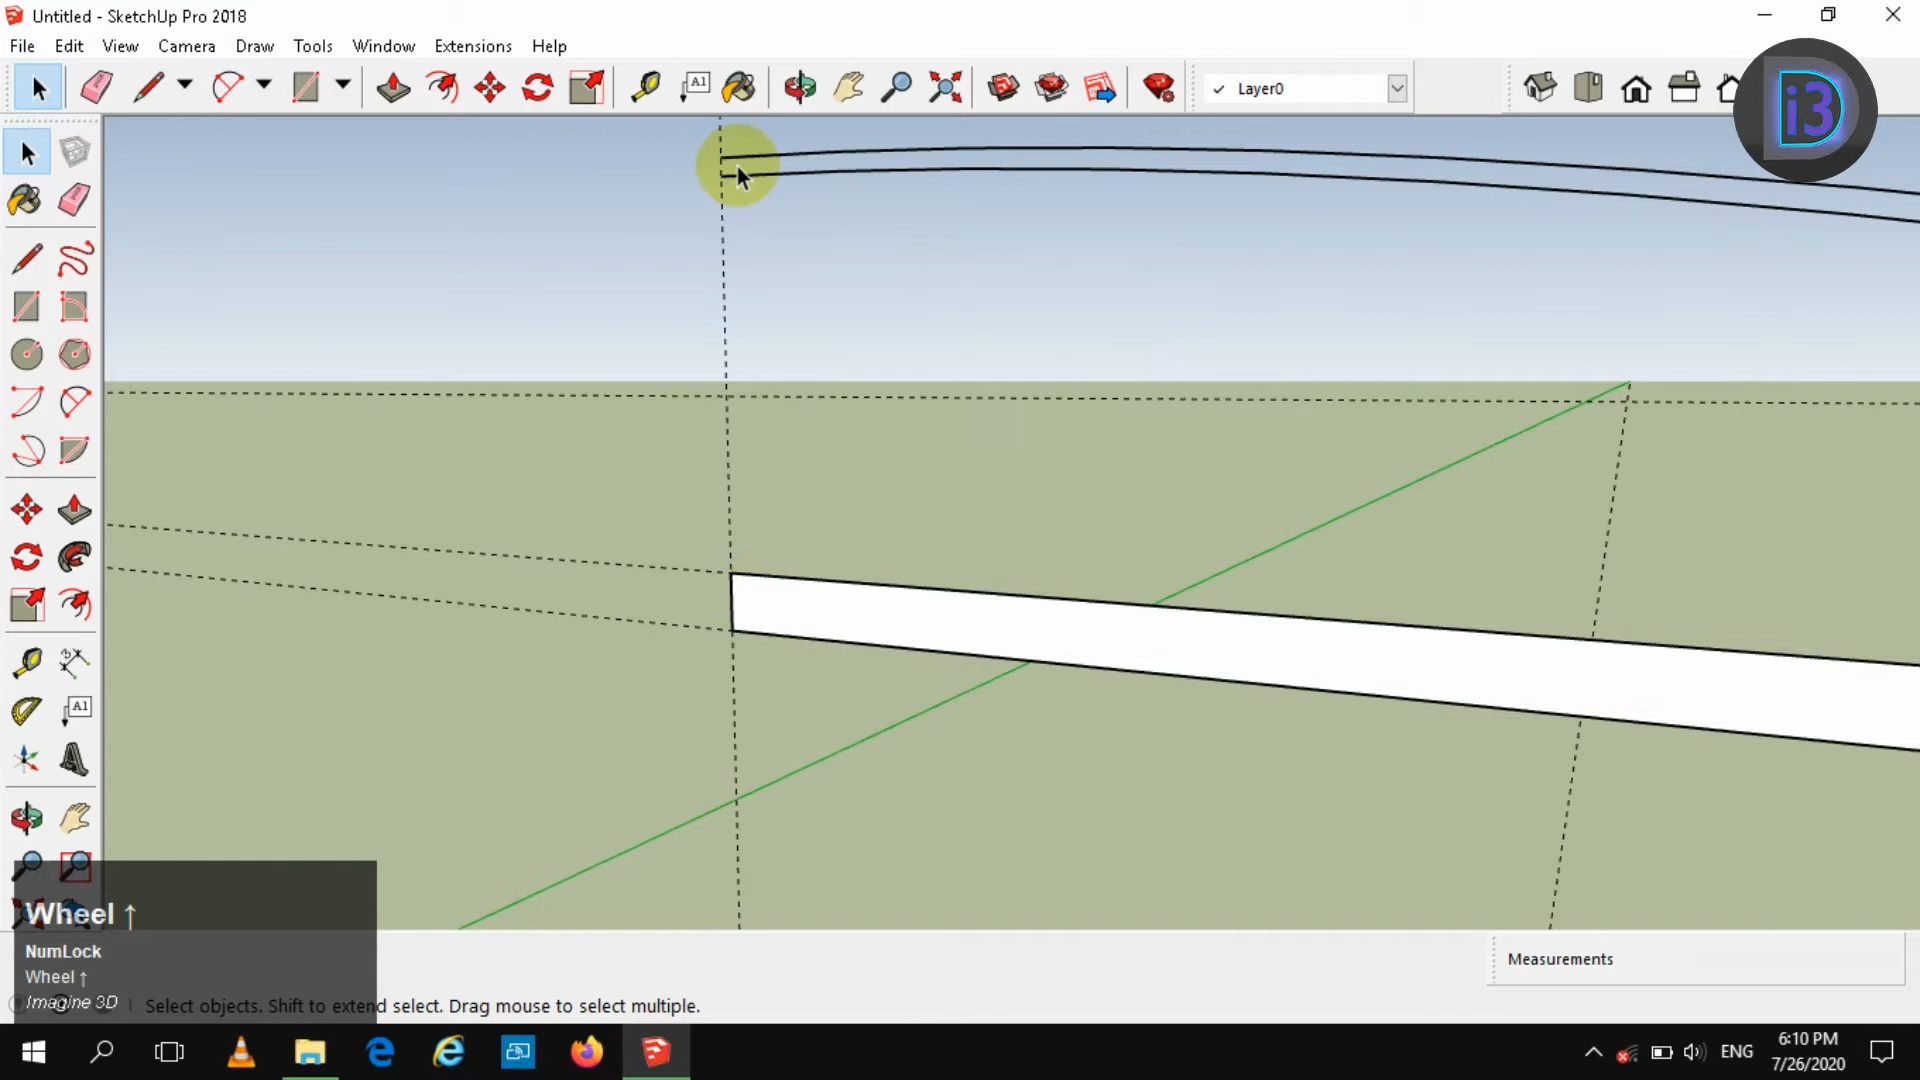 Untitled - SketchUp Pro 2018
File Edit View Camera Draw Tools Window Extensions Help
A1
✓ Layer0
i3
A1
Wheel ↑
NumLock
Wheel ↑
Imagine 3D
Measurements
Select objects. Shift to extend select. Drag mouse to select multiple.
ENG
6:10 PM
7/26/2020